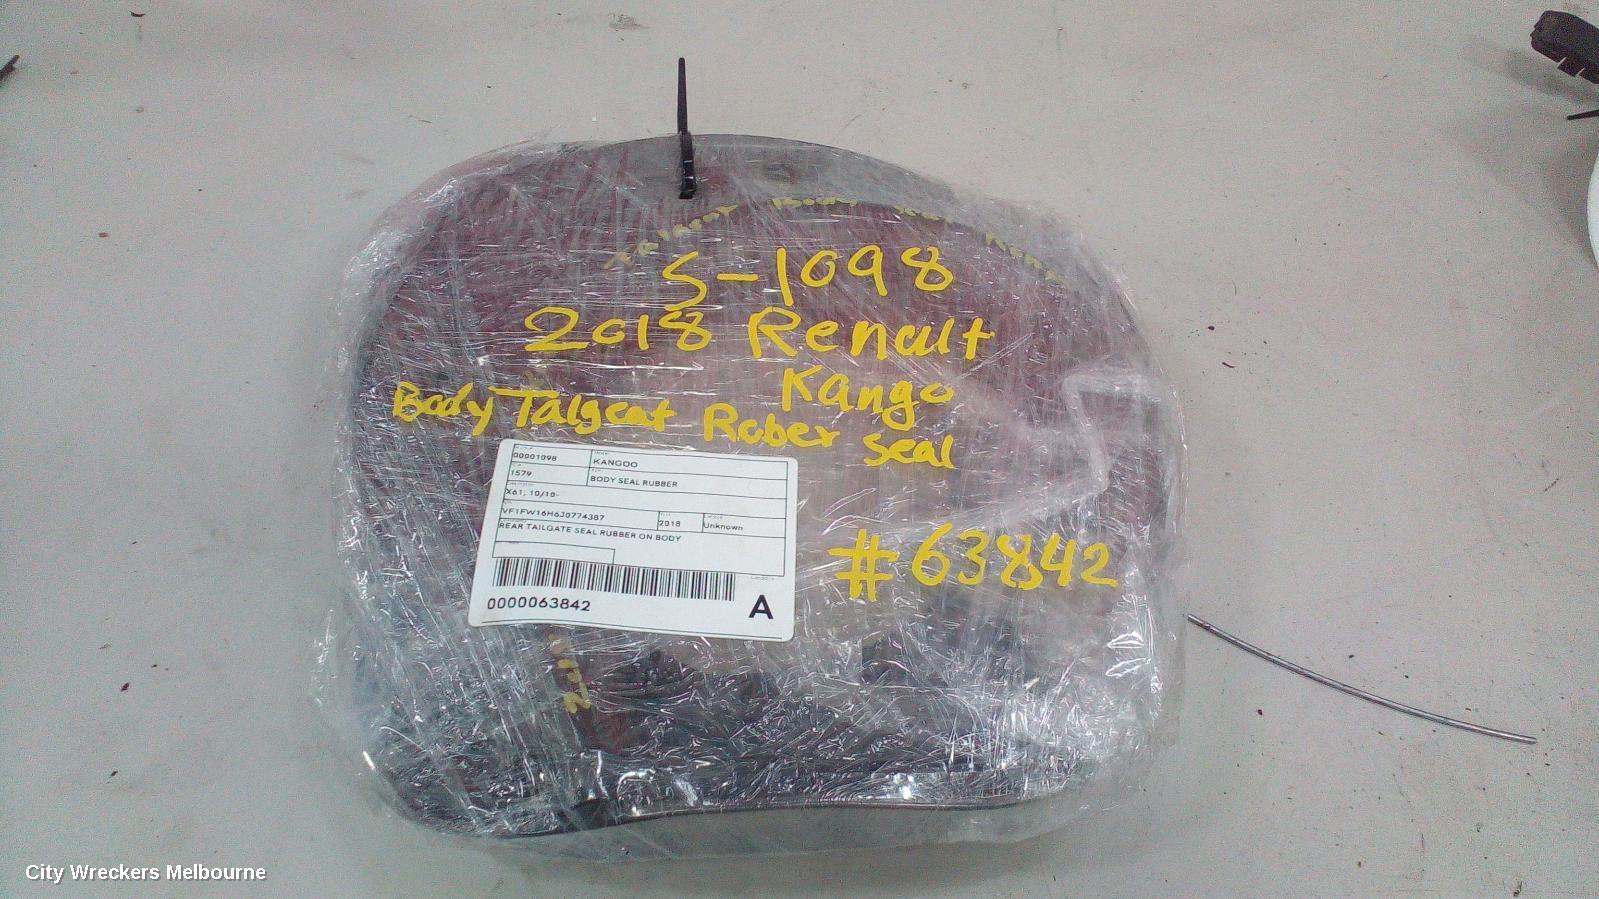 Body
S-1098
2018 Renault
Kango
Body Talgeat Rober seal
00001098
KANGOO
1579
BODY SEAL RUBBER
X61, 10/10-
VF1FW16H6J0774387
2018
Unknown
REAR TAILGATE SEAL RUBBER ON BODY
0000063842
A
#63842
City Wreckers Melbourne